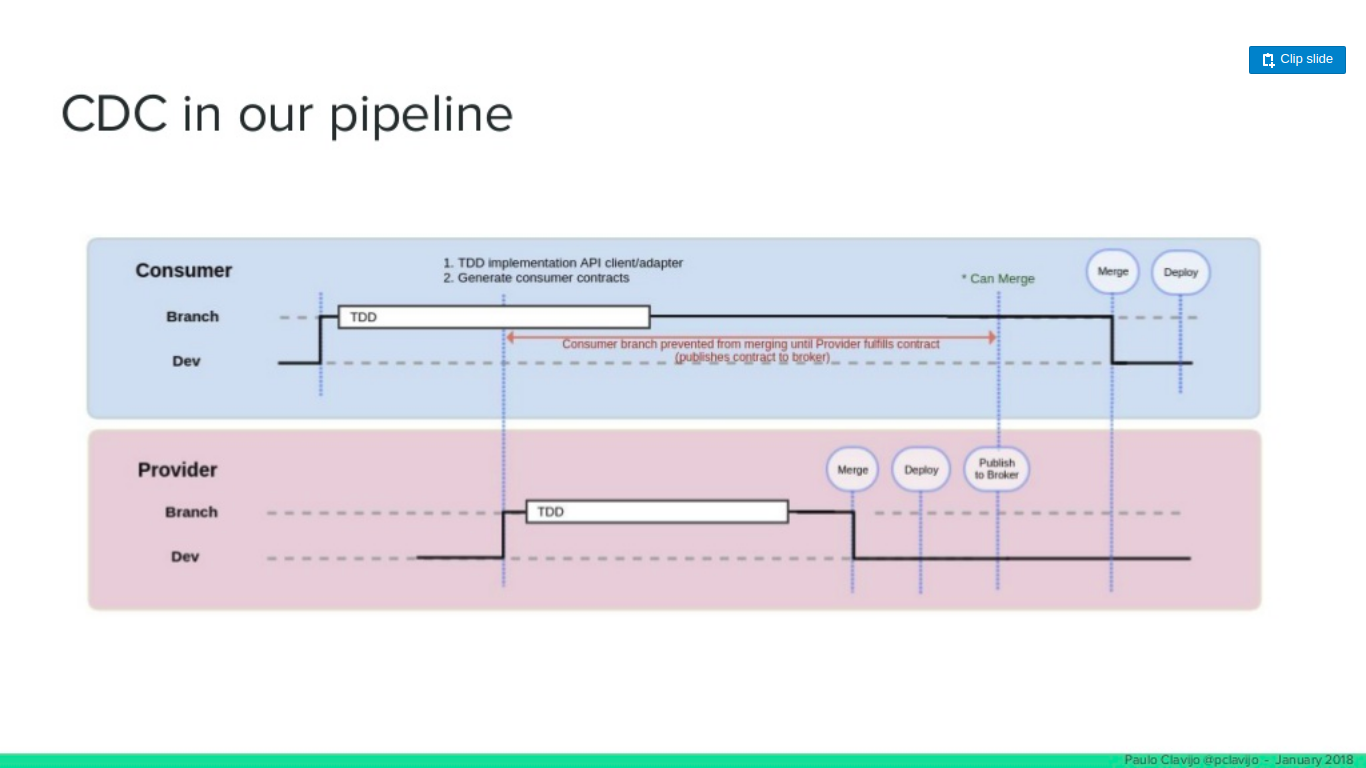 Clip slide
CDC in our pipeline
Consumer
1. TDD implementation API client/adapter
2. Generate consumer contracts
* Can Merge
Merge
Deploy
Branch
TDD
Consumer branch prevented from merging until Provider fulfills contract
(publishes contract to broker)
Dev
Provider
Merge
Deploy
Publish
to Broker
Branch
TDD
Dev
Paulo Clavijo @pclavijo - January 2018